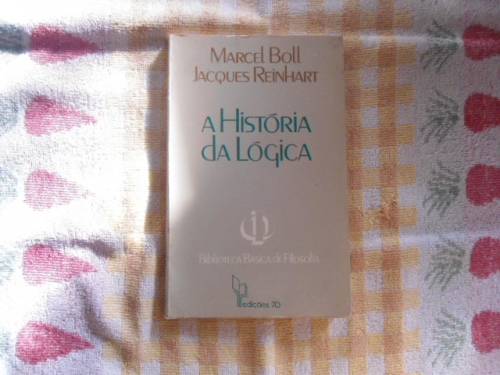 Marcel Boll
Jacques Reinhart
A História
da Lógica
Biblioteca Básica de Filosofia
edições 70